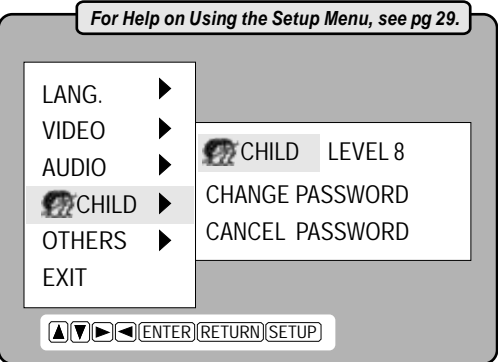 For Help on Using the Setup Menu, see pg 29.
LANG.
VIDEO
AUDIO
CHILD
OTHERS
EXIT
CHILD LEVEL 8
CHANGE PASSWORD
CANCEL PASSWORD
ENTER RETURN SETUP